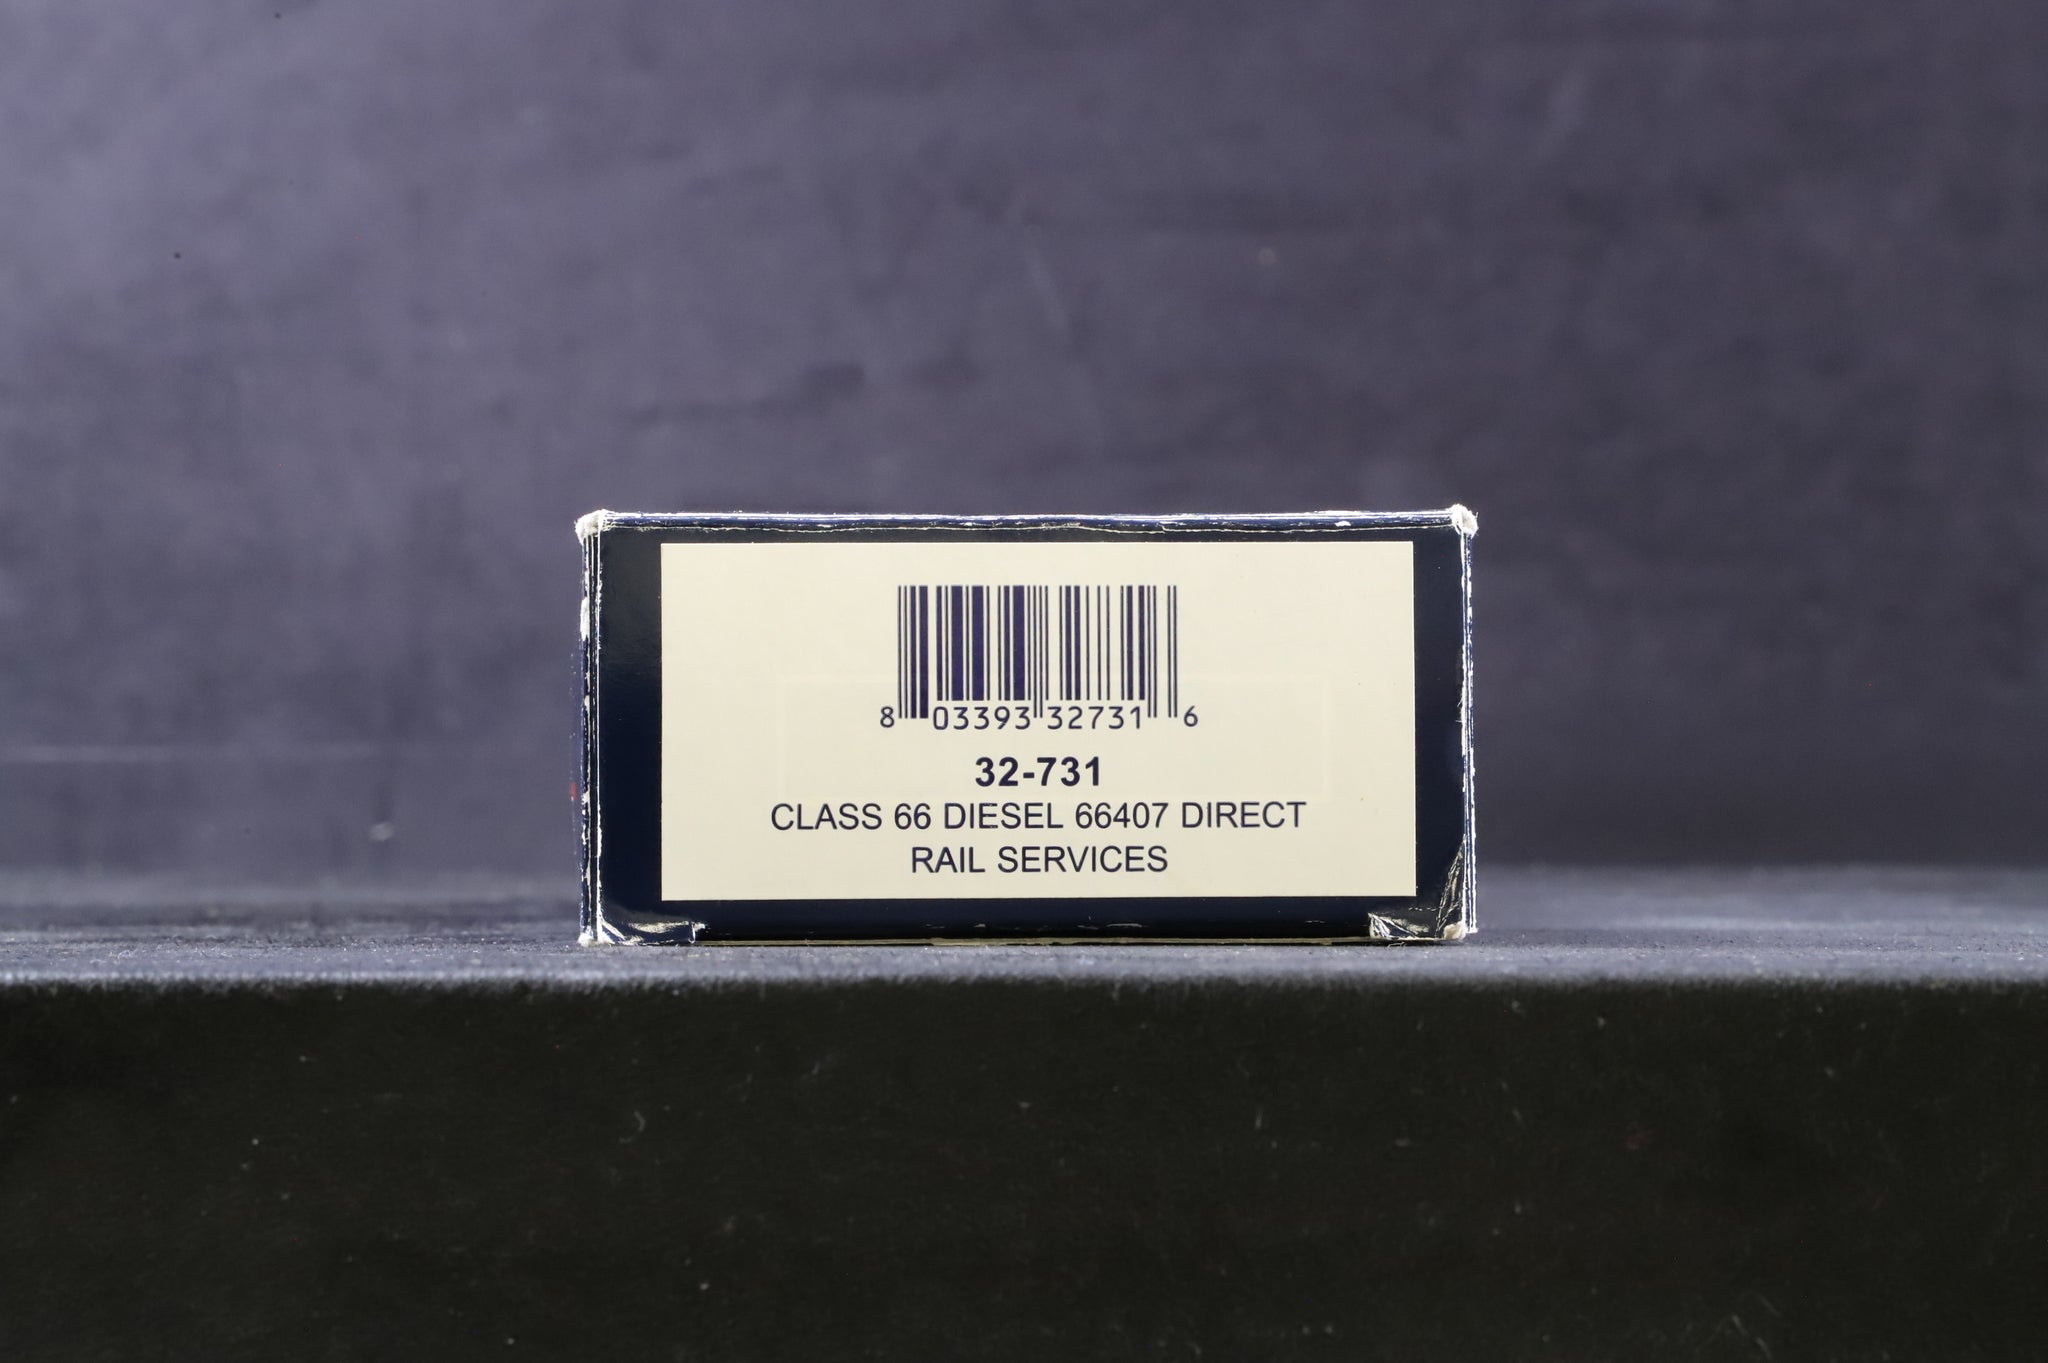 8 03393 32731 6
32-731
CLASS 66 DIESEL 66407 DIRECT
RAIL SERVICES